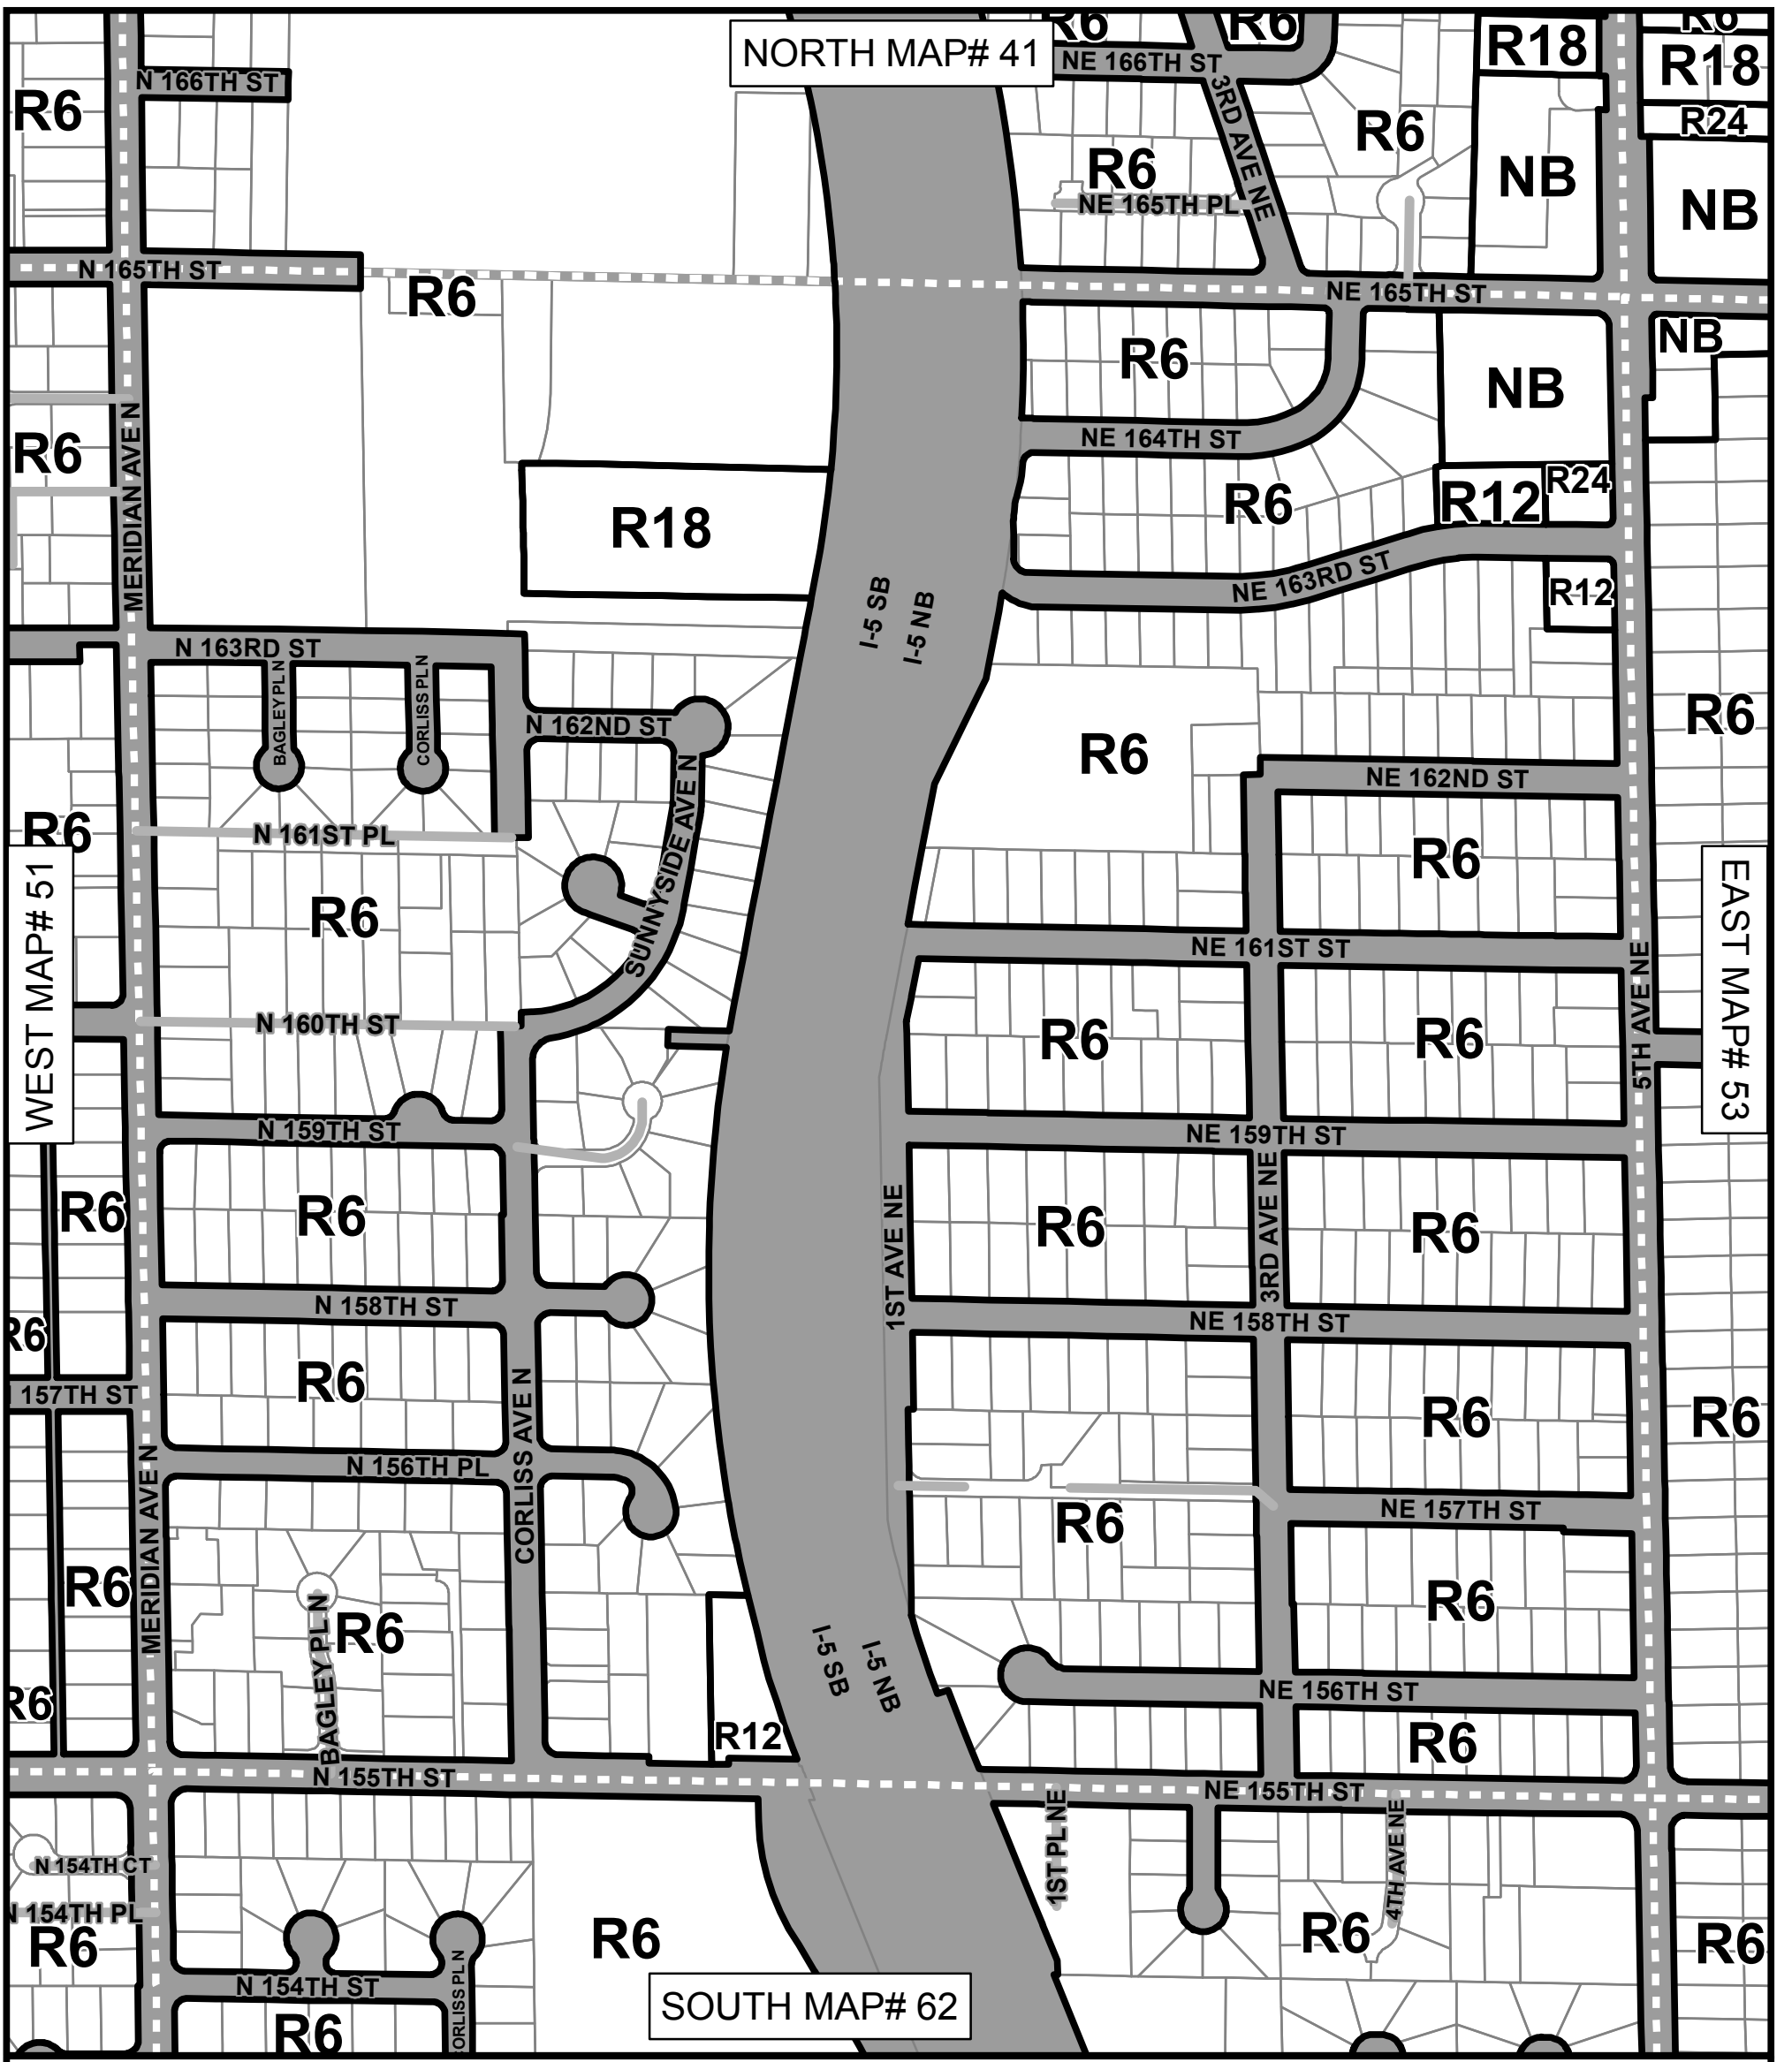 R6
R6
R6
R18
NORTH MAP# 41
NE 166TH ST
R18
N 166TH ST
R6
3RD AVE NE
R6
R24
R6
NB
NE 165TH PL
NB
N 165TH ST
R6
NE 165TH ST
NB
R6
NB
NE 164TH ST
R6
MERIDIAN AVE N
R18
R6
R12
R24
NE 163RD ST
R12
I-5 SB
I-5 NB
N 163RD ST
BAGLEY PL N
CORLISS PL N
N 162ND ST
R6
R6
NE 162ND ST
R6
N 161ST PL
SUNNYSIDE AVE N
R6
WEST MAP# 51
EAST MAP# 53
R6
NE 161ST ST
5TH AVE NE
N 160TH ST
R6
R6
N 159TH ST
NE 159TH ST
R6
R6
1ST AVE NE
R6
3RD AVE NE
R6
N 158TH ST
NE 158TH ST
R6
R6
157TH ST
CORLISS AVE N
R6
R6
MERIDIAN AVE N
N 156TH PL
NE 157TH ST
R6
R6
R6
BAGLEY PL N
R6
I-5 SB
I-5 NB
R6
NE 156TH ST
R12
R6
N 155TH ST
NE 155TH ST
1ST PL NE
4TH AVE NE
N 154TH CT
N 154TH PL
R6
R6
R6
R6
N 154TH ST
CORLISS PL N
R6
SOUTH MAP# 62